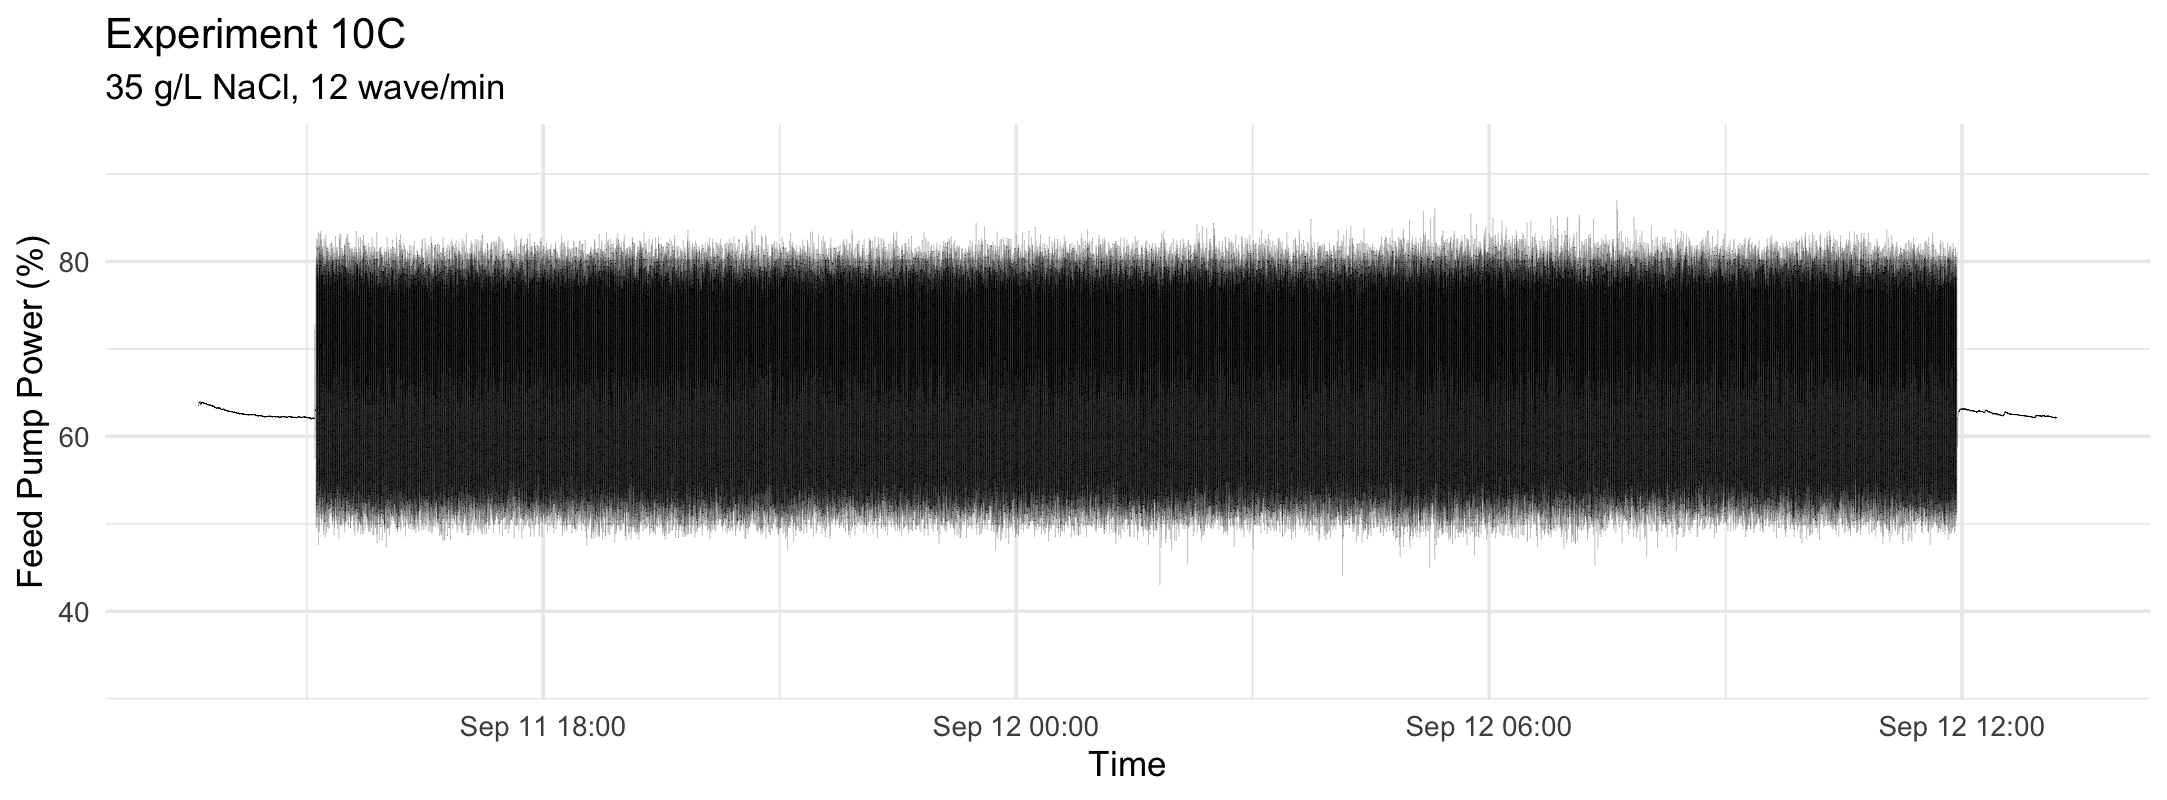 Experiment 10C
35 g/L NaCl, 12 wave/min
Feed Pump Power (%)
80
60
40
Sep 11 18:00 Sep 12 00:00 Sep 12 06:00 Sep 12 12:00
Time